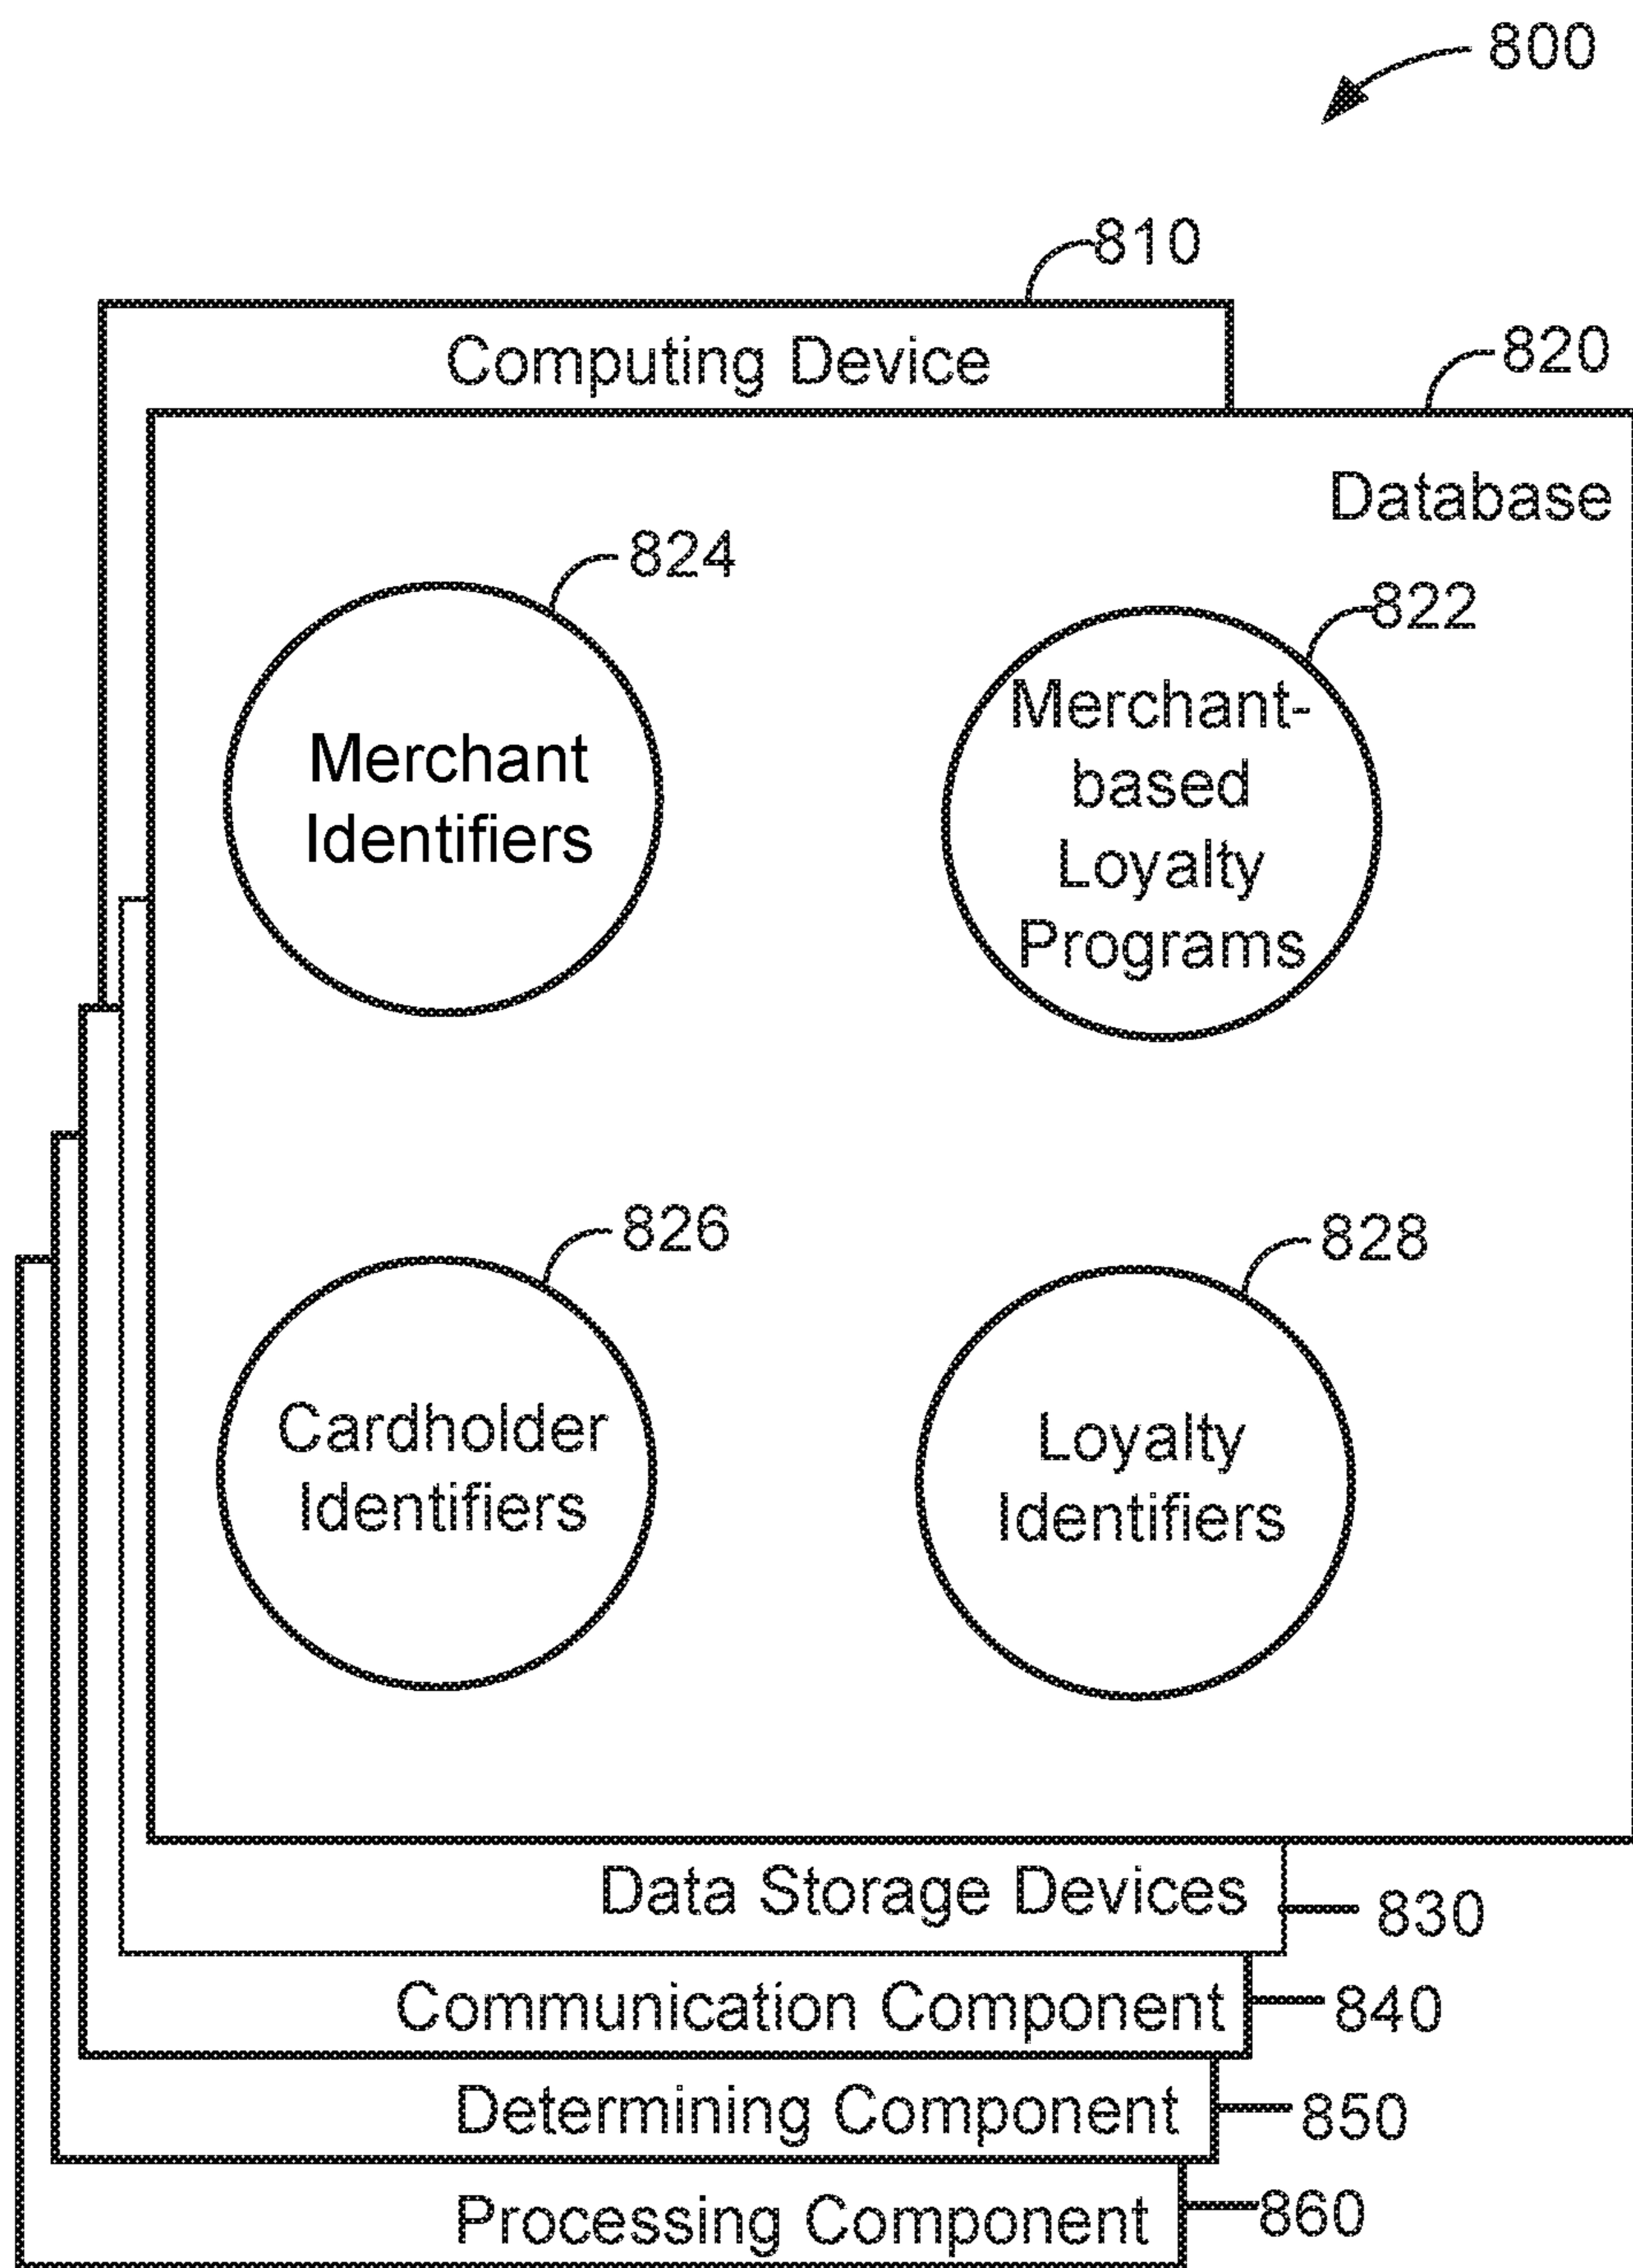 800
810
Computing Device
820
Database
824
822
Merchant
Identifiers
Merchant-
based
Loyalty
Programs
826
828
Cardholder
Identifiers
Loyalty
Identifiers
Data Storage Devices
830
Communication Component
840
Determining Component
850
Processing Component
860